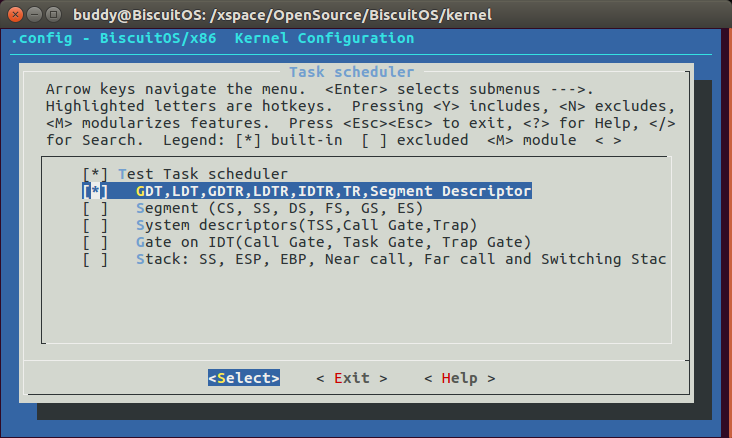 buddy@BiscuitOS: /xspace/OpenSource/BiscuitOS/kernel
.config - BiscuitOS/x86  Kernel Configuration
Task scheduler
Arrow keys navigate the menu.  <Enter> selects submenus --->.
Highlighted letters are hotkeys.  Pressing <Y> includes, <N> excludes,
<M> modularizes features.  Press <Esc><Esc> to exit, <?> for Help, </>
for Search.  Legend: [*] built-in  [ ] excluded  <M> module  < >
[*] Test Task scheduler
[*]   GDT,LDT,GDTR,LDTR,IDTR,TR,Segment Descriptor
[ ]   Segment (CS, SS, DS, FS, GS, ES)
[ ]   System descriptors(TSS,Call Gate,Trap)
[ ]   Gate on IDT(Call Gate, Task Gate, Trap Gate)
[ ]   Stack: SS, ESP, EBP, Near call, Far call and Switching Stac
<Select>    < Exit >    < Help >